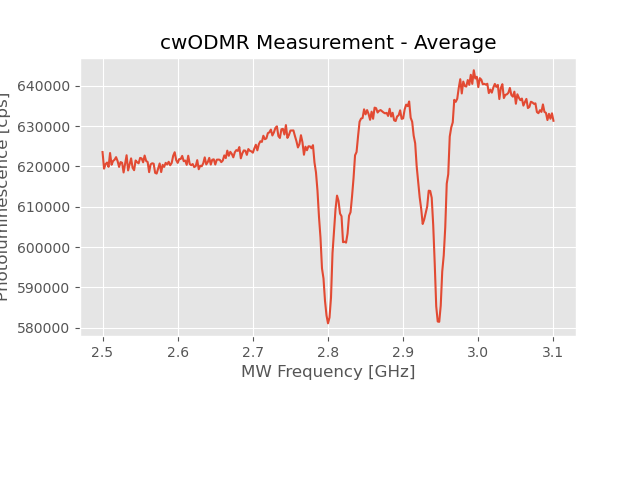 cwODMR Measurement - Average
Photoluminescence [cps]
640000
630000
620000
610000
600000
590000
580000
2.5 2.6 2.7 2.8 2.9 3.0 3.1
MW Frequency [GHz]